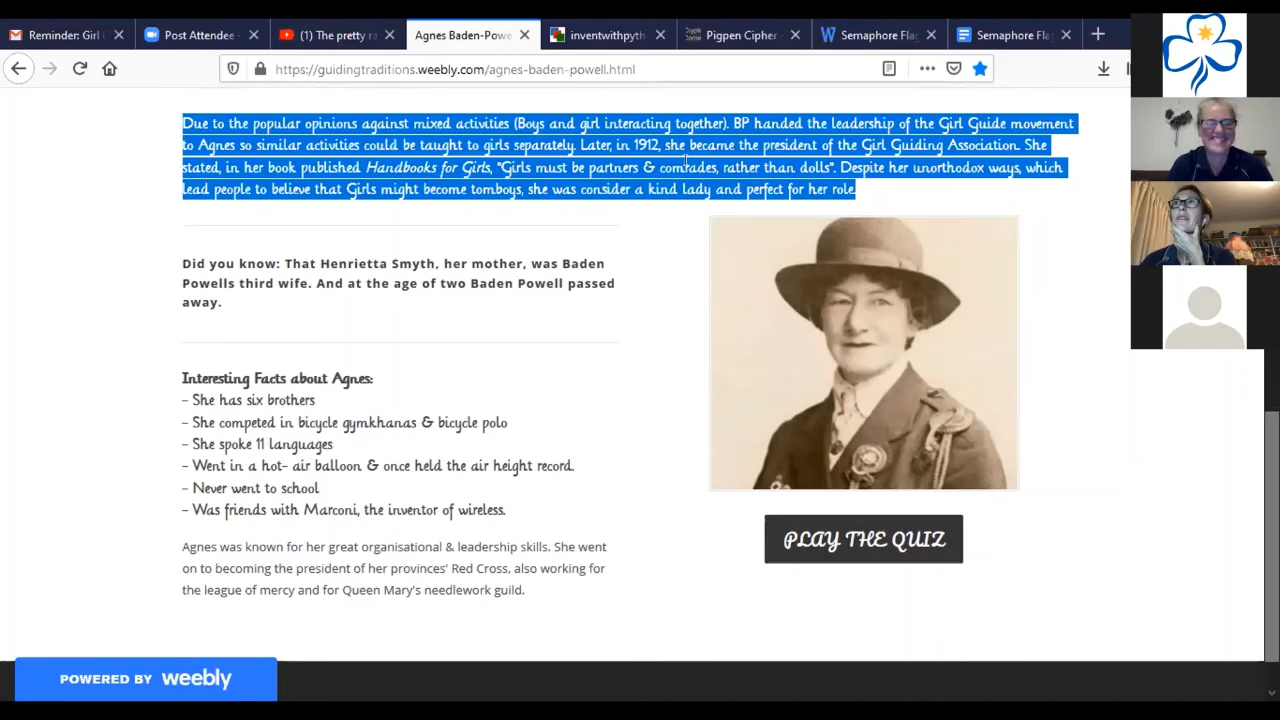 Reminder: Girl
Post Attendee -
(1) The pretty
Agnes Baden-Powe
inventwithpyth
Pigpen Cipher
Semaphore Fla
Semaphore Fla
https://guidingtraditions.weebly.com/agnes-baden-powell.html
Due to the popular opinions against mixed activities (Boys and girl interacting together). BP handed the leadership of the Girl Guide movement
to Agnes so similar activities could be taught to girls separately. Later, in 1912, she became the president of the Girl Guiding Association. She
stated, in her book published Handbooks for Girls, "Girls must be partners & comrades, rather than dolls". Despite her unorthodox ways, which
lead people to believe that Girls might become tomboys, she was consider a kind lady and perfect for her role.
Did you know: That Henrietta Smyth, her mother, was Baden
Powells third wife. And at the age of two Baden Powell passed
away.
Interesting Facts about Agnes:
- She has six brothers
- She competed in bicycle gymkhanas & bicycle polo
- She spoke 11 languages
- Went in a hot- air balloon & once held the air height record.
- Never went to school
- Was friends with Marconi, the inventor of wireless.
Agnes was known for her great organisational & leadership skills. She went
on to becoming the president of her provinces' Red Cross, also working for
the league of mercy and for Queen Mary's needlework guild.
PLAY THE QUIZ
POWERED BY weebly